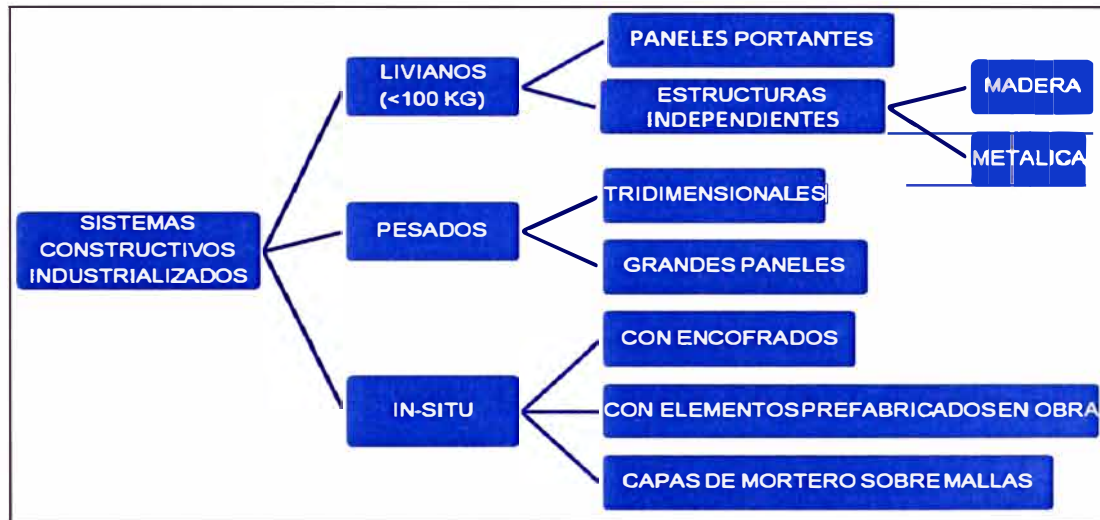 SISTEMAS
CONSTRUCTIVOS
INDUSTRIALIZADOS
LIVIANOS
(<100 KG)
PANELES PORTANTES
ESTRUCTURAS
INDEPENDIENTES
MADERA
METALICA
PESADOS
TRIDIMENSIONALES
GRANDES PANELES
IN-SITU
CON ENCOFRADOS
CON ELEMENTOS PREFABRICADOS EN OBRA
CAPAS DE MORTERO SOBRE MALLAS